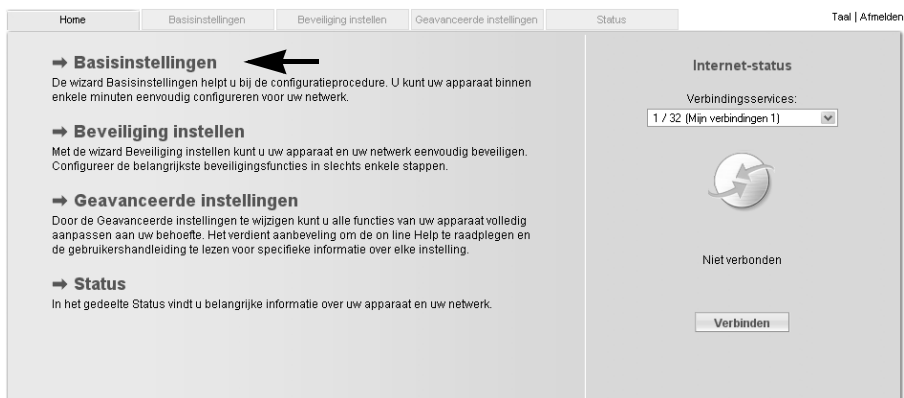 Home Basisinstellingen Beveiliging instellen Geavanceerde instellingen Status Taal | Afmelden
➡ Basisinstellingen
De wizard Basisinstellingen helpt u bij de configuratieprocedure. U kunt uw apparaat binnen
enkele minuten eenvoudig configureren voor uw netwerk.
➡ Beveiliging instellen
Met de wizard Beveiliging instellen kunt u uw apparaat en uw netwerk eenvoudig beveiligen.
Configureer de belangrijkste beveiligingsfuncties in slechts enkele stappen.
➡ Geavanceerde instellingen
Door de Geavanceerde instellingen te wijzigen kunt u alle functies van uw apparaat volledig
aanpassen aan uw behoefte. Het verdient aanbeveling om de on line Help te raadplegen en
de gebruikershandleiding te lezen voor specifieke informatie over elke instelling.
➡ Status
In het gedeelte Status vindt u belangrijke informatie over uw apparaat en uw netwerk.
Internet-status
Verbindingsservices:
1 / 32 (Mijn verbindingen 1)
Niet verbonden
Verbinden